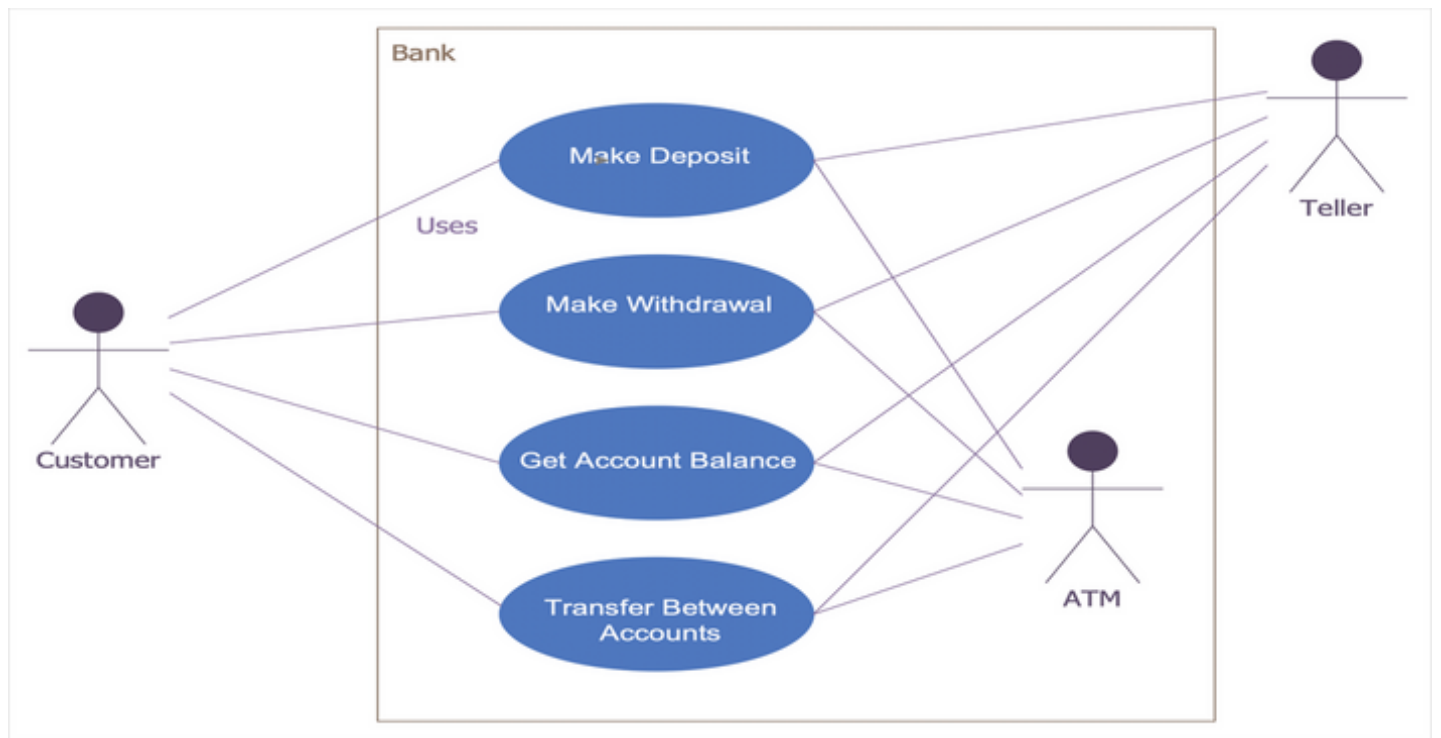 Bank
Make Deposit
Teller
Uses
Make Withdrawal
Customer
Get Account Balance
ATM
Transfer Between
Accounts